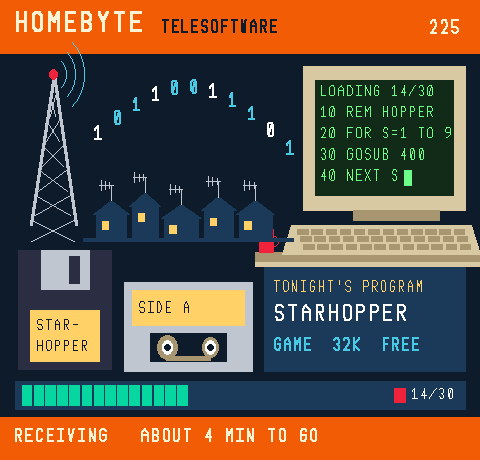 HOMEBYTE TELESOFTWARE 225
1 0 1 1 0 0 1 1 1 0 1
LOADING 14/30
10 REM HOPPER
20 FOR S=1 TO 9
30 GOSUB 400
40 NEXT S
STAR-
HOPPER
SIDE A
TONIGHT'S PROGRAM
STARHOPPER
GAME 32K FREE
14/30
RECEIVING ABOUT 4 MIN TO GO